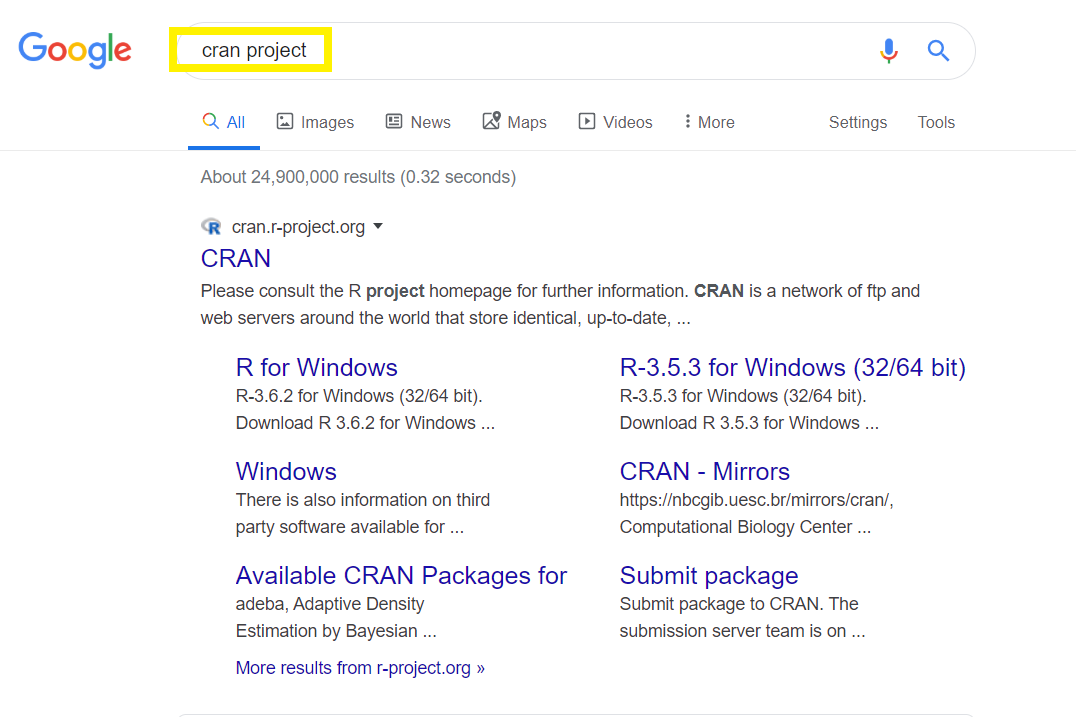 Google
cran project
All Images News Maps Videos More Settings Tools
About 24,900,000 results (0.32 seconds)
R cran.r-project.org
CRAN
Please consult the R project homepage for further information. CRAN is a network of ftp and
web servers around the world that store identical, up-to-date, ...
R for Windows
R-3.6.2 for Windows (32/64 bit).
Download R 3.6.2 for Windows ...
R-3.5.3 for Windows (32/64 bit)
R-3.5.3 for Windows (32/64 bit).
Download R 3.5.3 for Windows ...
Windows
There is also information on third
party software available for ...
CRAN - Mirrors
https://nbcgib.uesc.br/mirrors/cran/,
Computational Biology Center ...
Available CRAN Packages for
adeba, Adaptive Density
Estimation by Bayesian ...
Submit package
Submit package to CRAN. The
submission server team is on ...
More results from r-project.org »